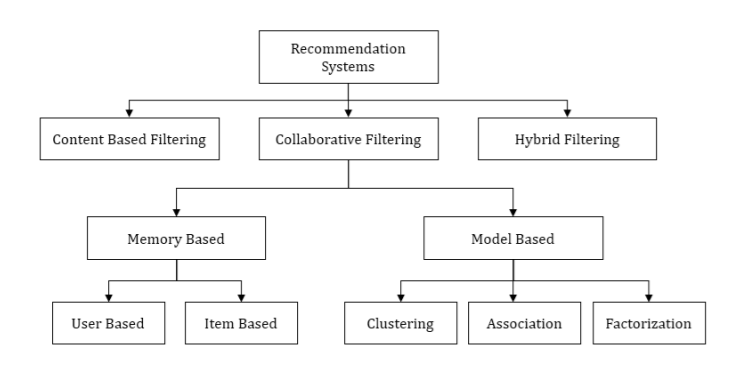 Recommendation
Systems
Content Based Filtering
Collaborative Filtering
Hybrid Filtering
Memory Based
Model Based
User Based
Item Based
Clustering
Association
Factorization